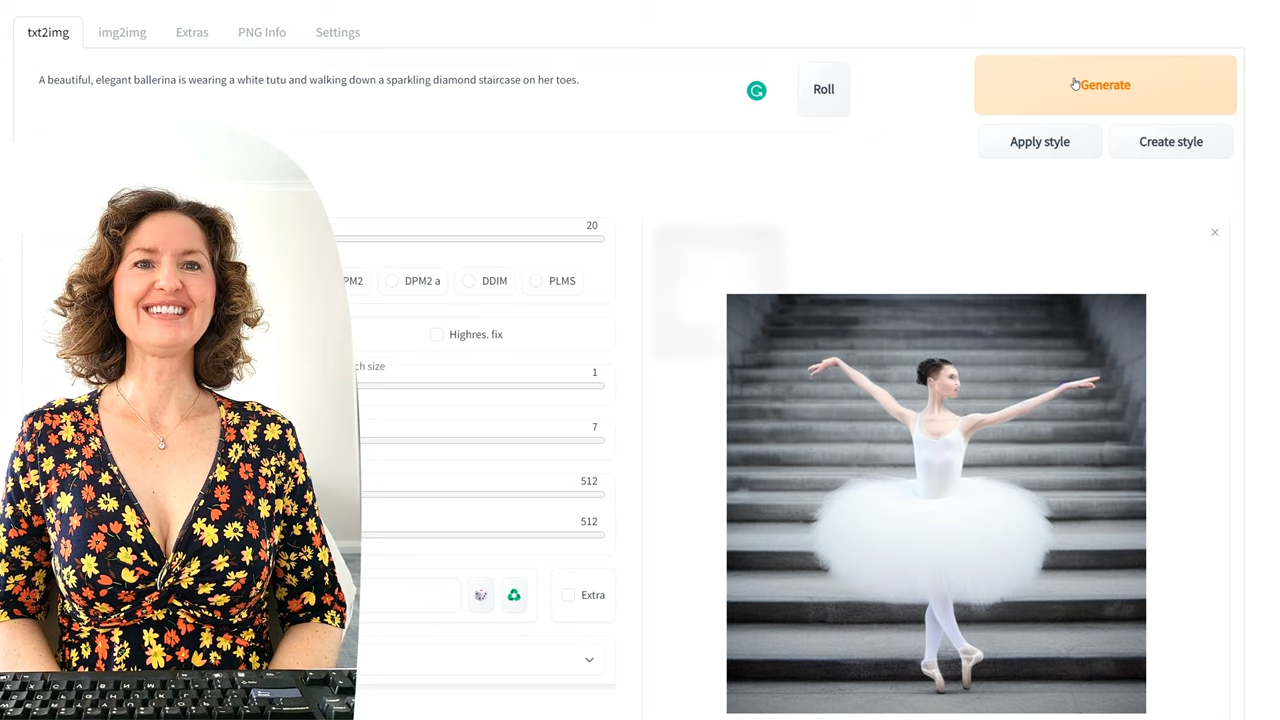 txt2img
img2img
Extras
PNG Info
Settings
A beautiful, elegant ballerina is wearing a white tutu and walking down a sparkling diamond staircase on her toes.
Roll
Generate
Apply style
Create style
20
PM2
DPM2 a
DDIM
PLMS
Highres. fix
ch size
1
7
512
512
Extra